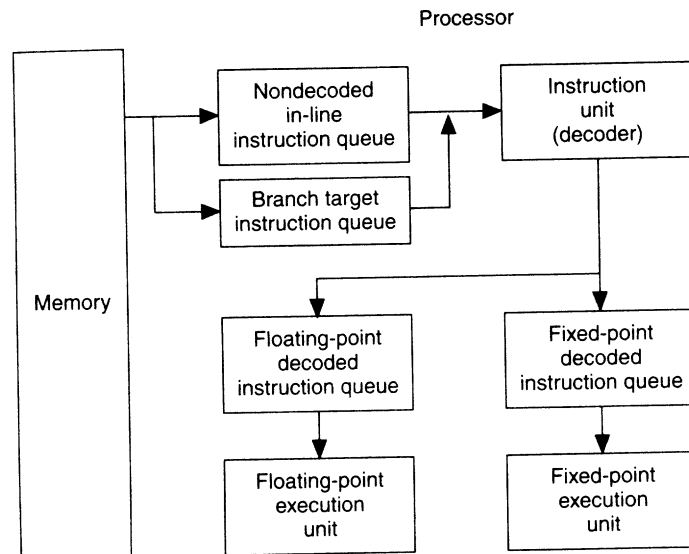 Processor
Nondecoded
in-line
instruction queue
Instruction
unit
(decoder)
Branch target
instruction queue
Memory
Floating-point
decoded
instruction queue
Fixed-point
decoded
instruction queue
Floating-point
execution
unit
Fixed-point
execution
unit